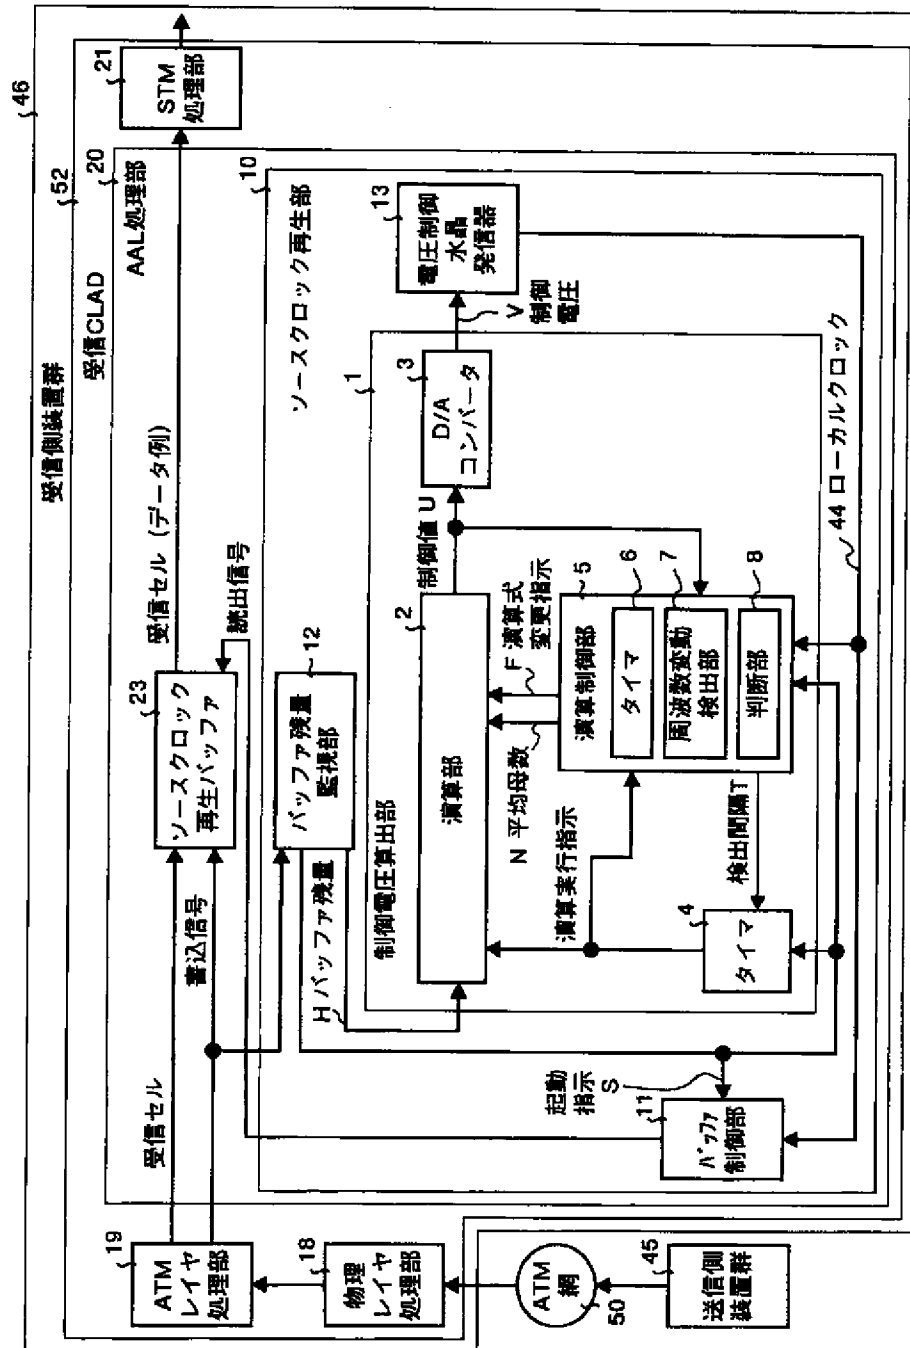 46
受信側装置群
52
受信CLAD
20
AAL処理部
21
STM
処理部
19
ATM
レイヤ
処理部
受信セル
書込信号
23
ソースクロック
再生バッファ
受信セル (データ例)
読出信号
18
物理
レイヤ
処理部
ATM
網
50
45
送信側
装置群
10
ソースクロック再生部
12
バッファ残量
監視部
H バッファ残量
1
制御電圧算出部
2
演算部
制御値 U
3
D/A
コンバータ
V
制御
電圧
13
電圧制御
水晶
発信器
演算実行指示
N 平均母数
F 演算式
変更指示
5
演算制御部
6
タイマ
7
周波数変動
検出部
8
判断部
検出間隔T
4
タイマ
起動
指示
S
11
バッファ
制御部
44 ローカルクロック